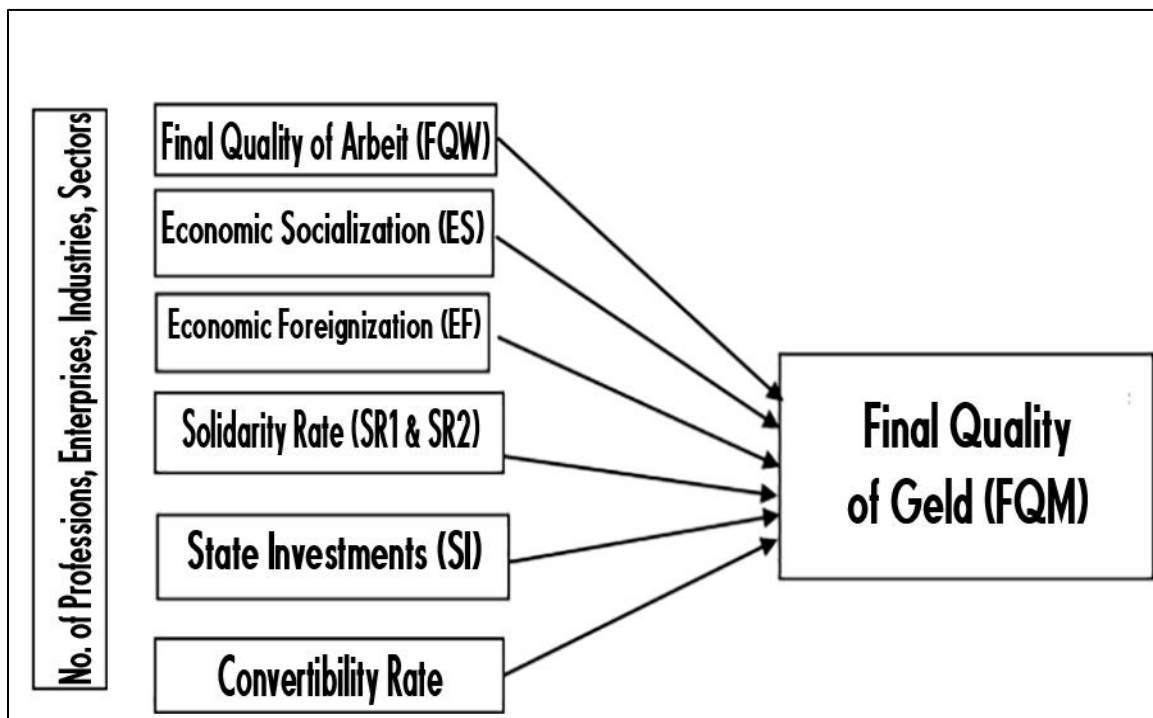 No. of Professions, Enterprises, Industries, Sectors
Final Quality of Arbeit (FQW)
Economic Socialization (ES)
Economic Foreignization (EF)
Solidarity Rate (SR1 & SR2)
State Investments (SI)
Convertibility Rate
Final Quality
of Geld (FQM)